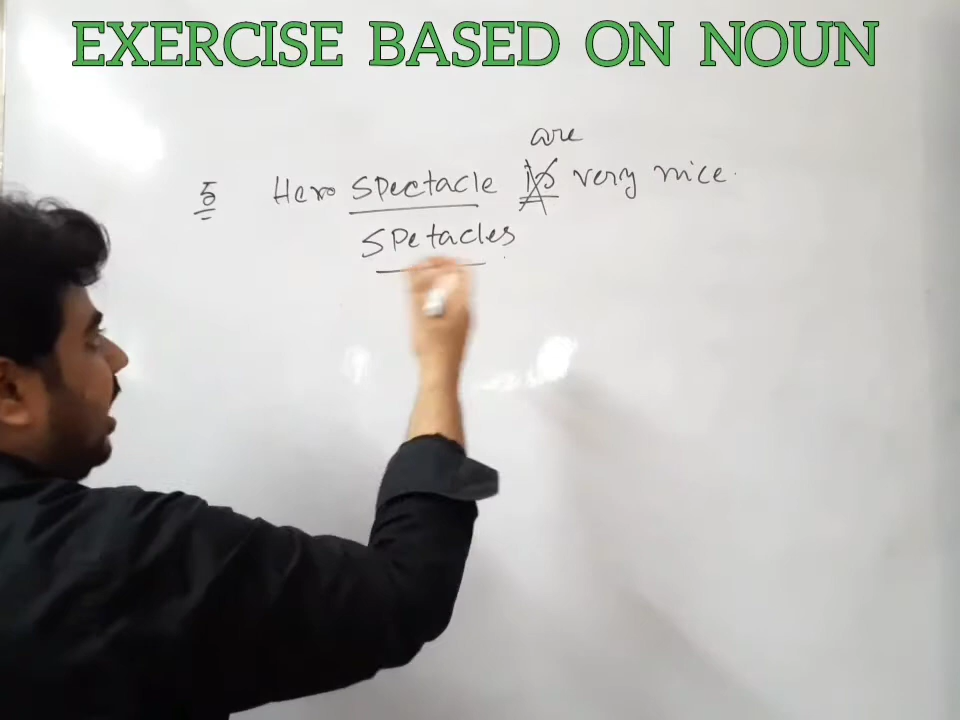 EXERCISE BASED ON NOUN
are
5 Hero spectacle is very nice.
spetacles